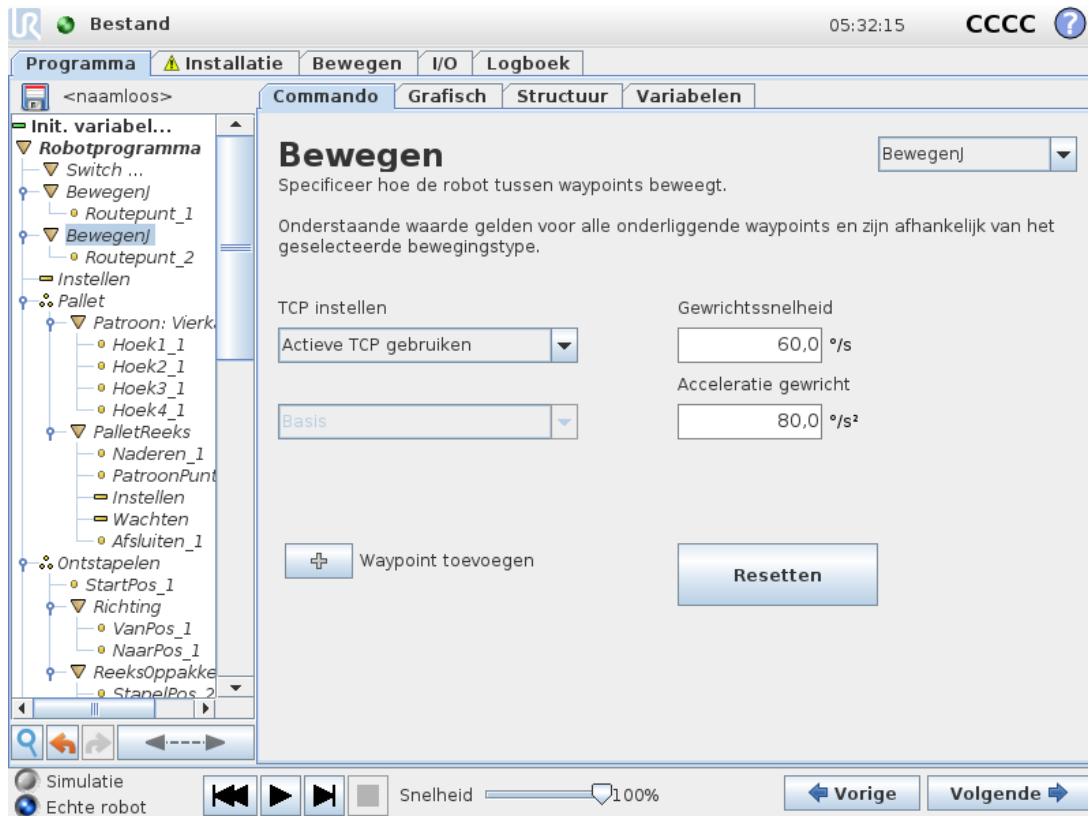 UR Bestand 05:32:15 CCCC ?
Programma Installatie Bewegen I/O Logboek
<naamloos>
Commando Grafisch Structuur Variabelen
Init. variabel...
Robotprogramma
Switch ...
BewegenJ
Routepunt_1
BewegenJ
Routepunt_2
Instellen
Pallet
Patroon: Vierk
Hoek1_1
Hoek2_1
Hoek3_1
Hoek4_1
PalletReeks
Naderen_1
PatroonPunt
Instellen
Wachten
Afsluiten_1
Ontstapelen
StartPos_1
Richting
VanPos_1
NaarPos_1
ReeksOppakke
StapelPos_2
Bewegen
BewegenJ
Specificeer hoe de robot tussen waypoints beweegt.
Onderstaande waarde gelden voor alle onderliggende waypoints en zijn afhankelijk van het
geselecteerde bewegingstype.
TCP instellen
Actieve TCP gebruiken
Basis
Gewrichtssnelheid
60,0 °/s
Acceleratie gewricht
80,0 °/s²
Waypoint toevoegen
Resetten
Simulatie
Echte robot
Snelheid 100%
Vorige Volgende